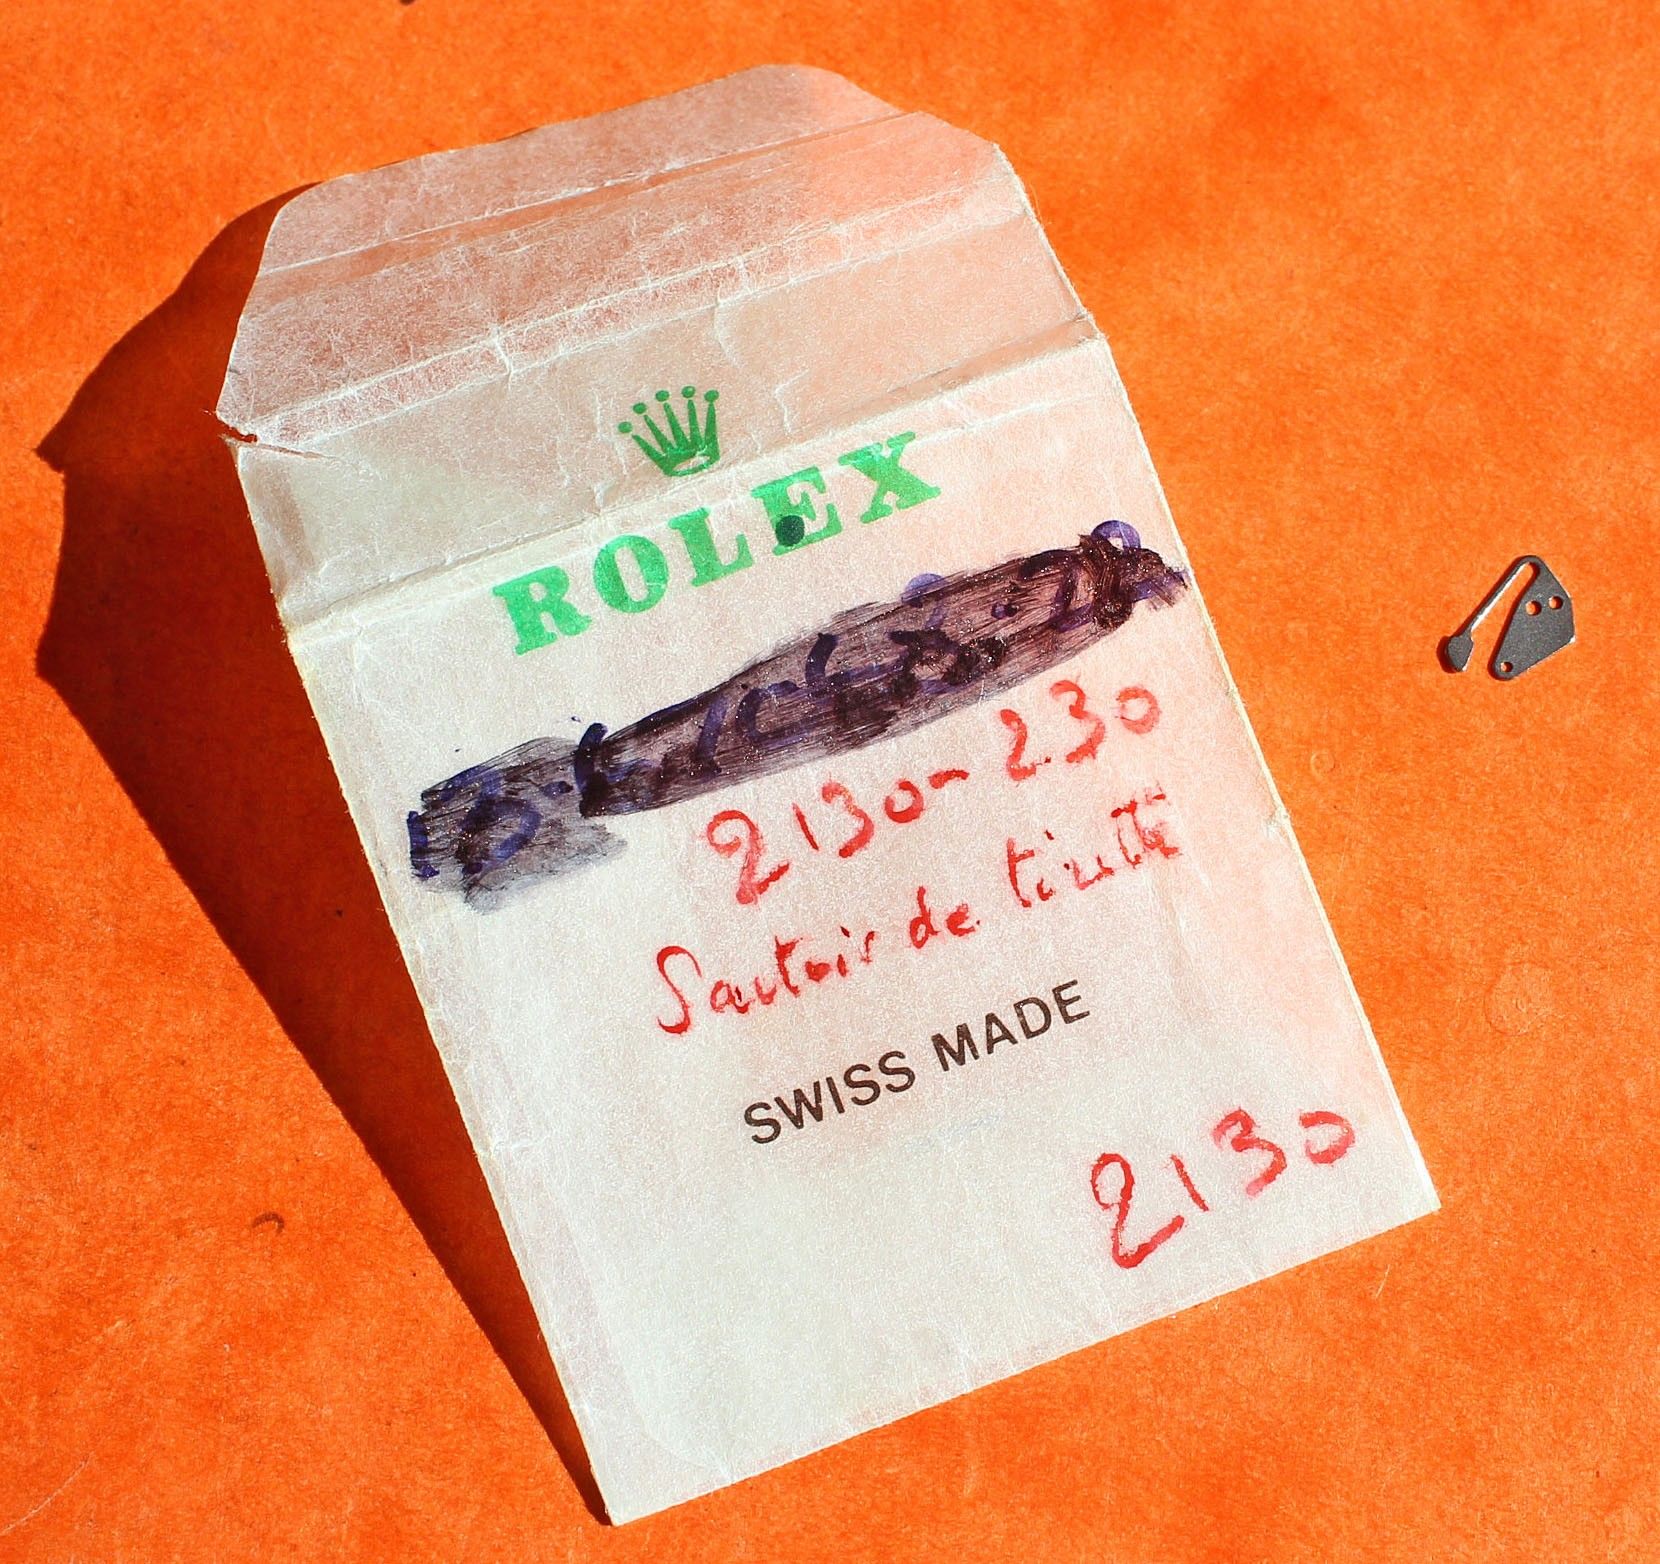 ROLEX
2130-230
Sautoir de tirette
SWISS MADE
2130